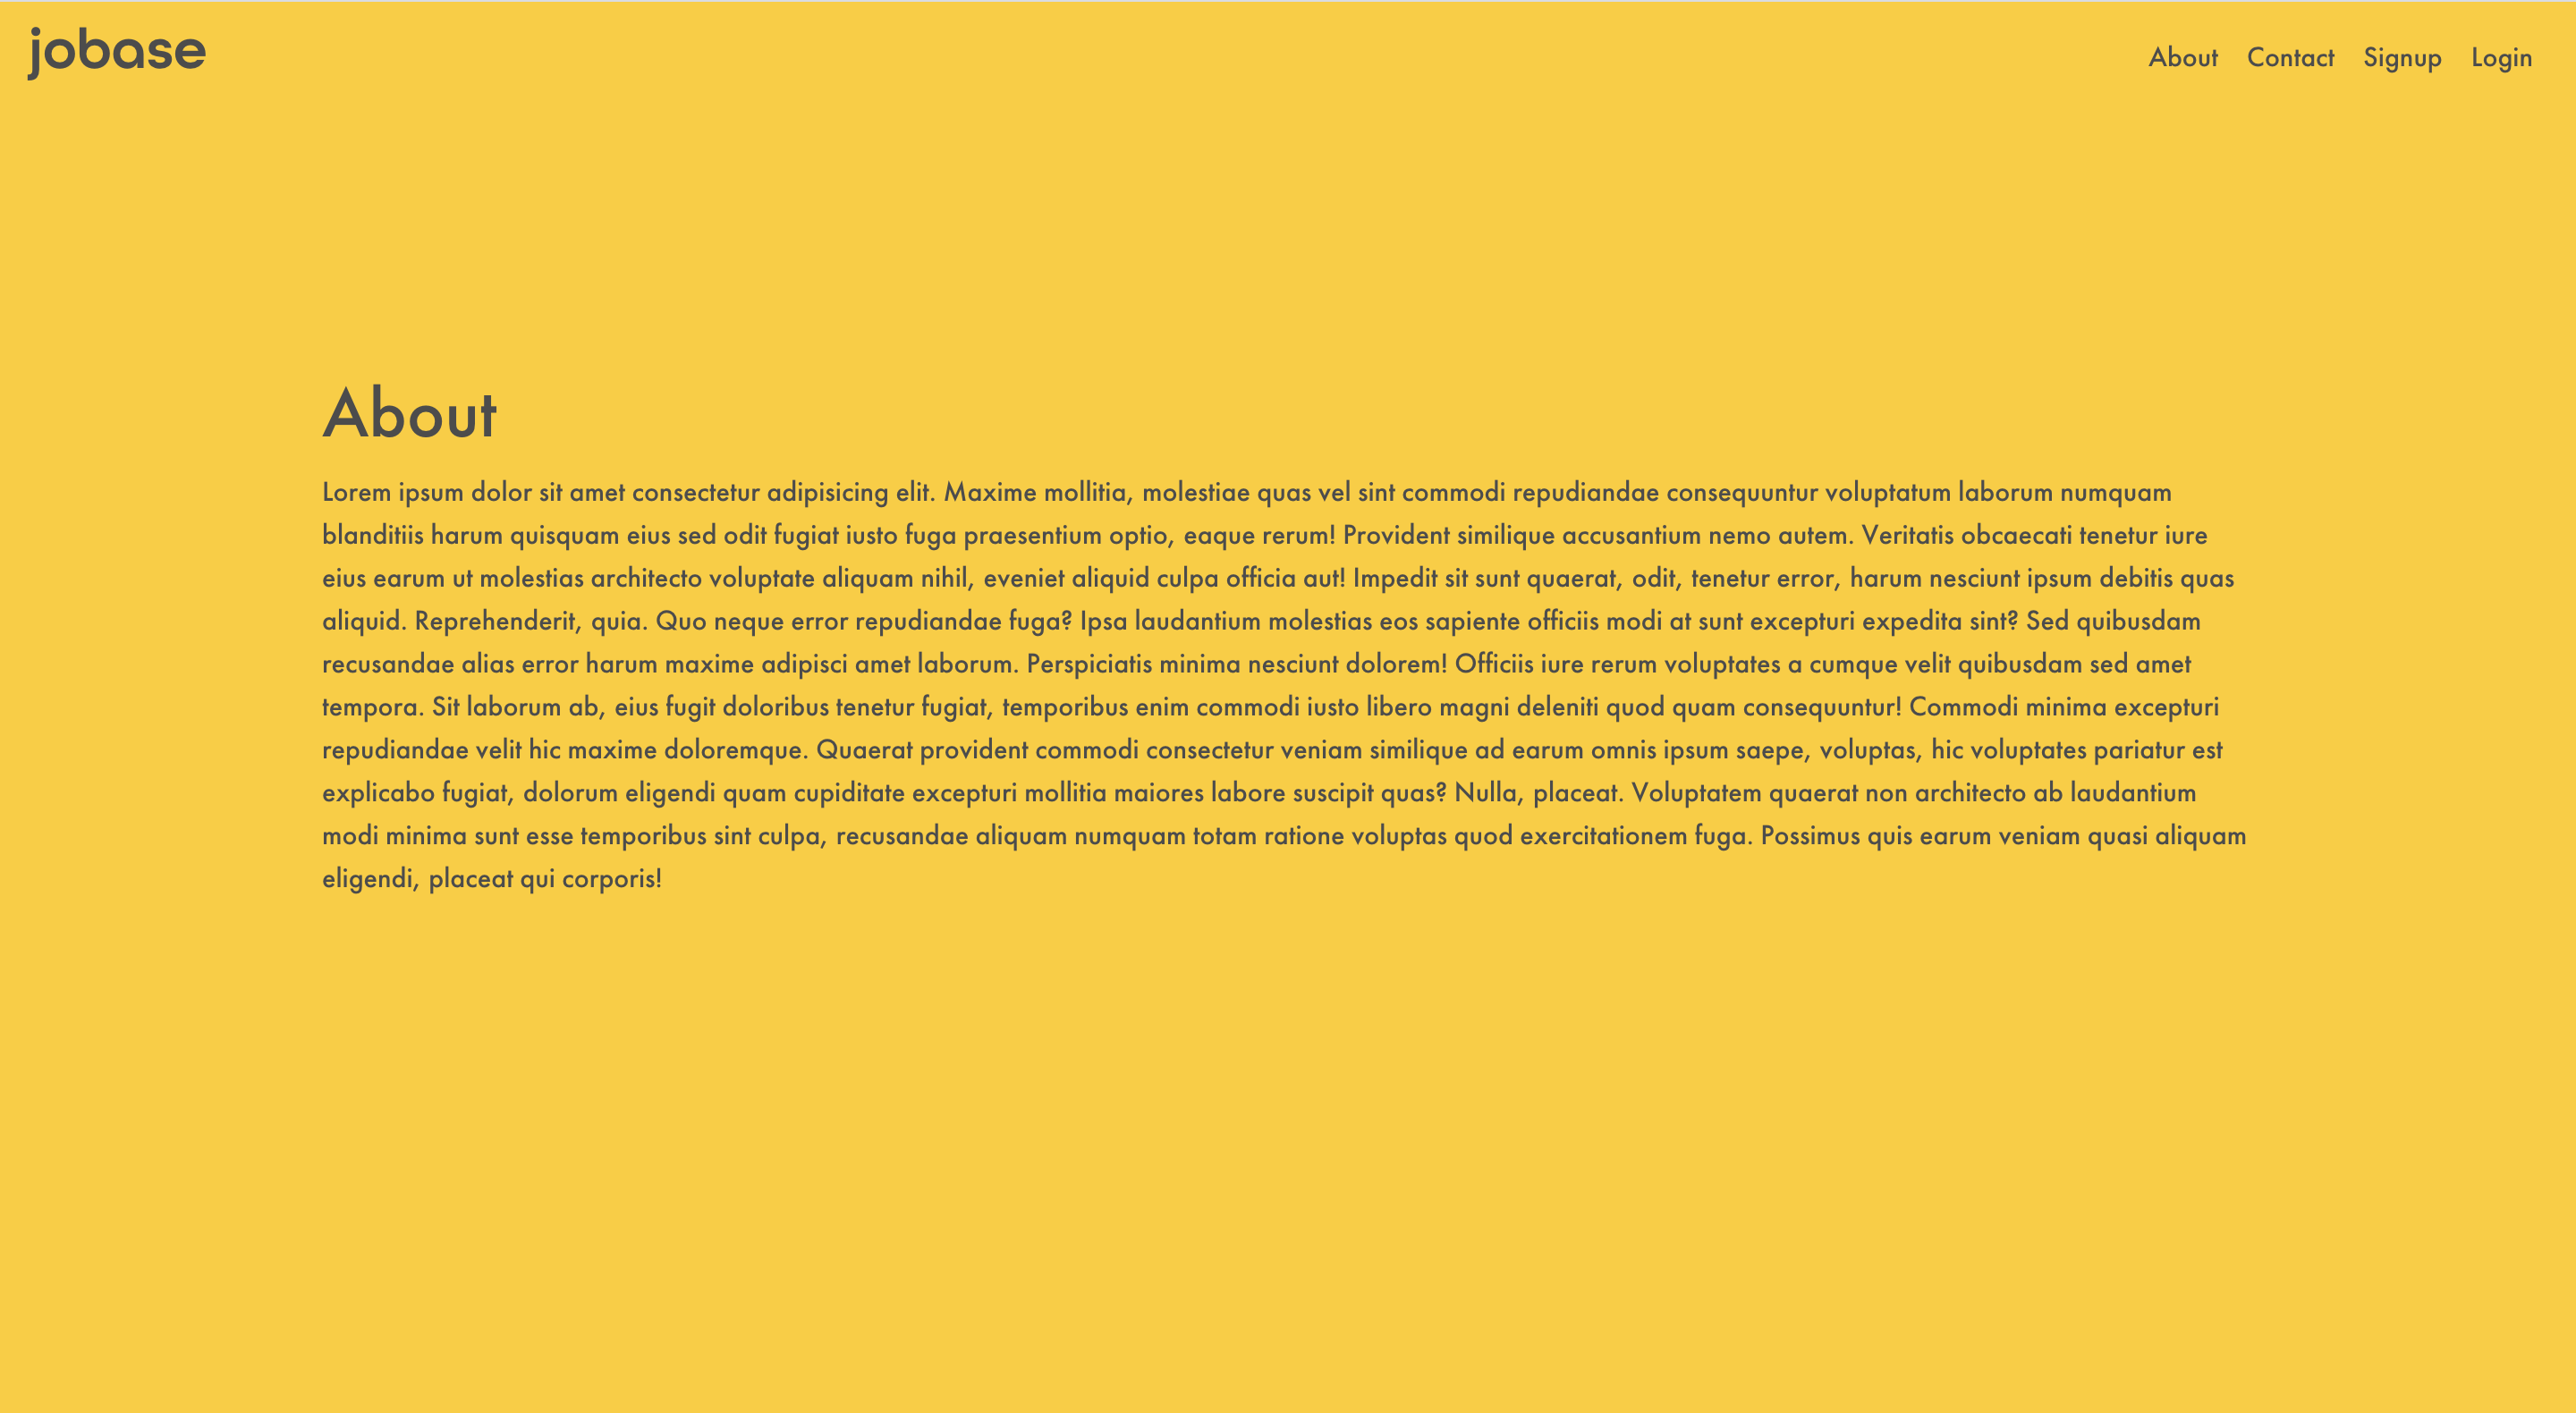 jobase
About Contact Signup Login
About
Lorem ipsum dolor sit amet consectetur adipisicing elit. Maxime mollitia, molestiae quas vel sint commodi repudiandae consequuntur voluptatum laborum numquam
blanditiis harum quisquam eius sed odit fugiat iusto fuga praesentium optio, eaque rerum! Provident similique accusantium nemo autem. Veritatis obcaecati tenetur iure
eius earum ut molestias architecto voluptate aliquam nihil, eveniet aliquid culpa officia aut! Impedit sit sunt quaerat, odit, tenetur error, harum nesciunt ipsum debitis quas
aliquid. Reprehenderit, quia. Quo neque error repudiandae fuga? Ipsa laudantium molestias eos sapiente officiis modi at sunt excepturi expedita sint? Sed quibusdam
recusandae alias error harum maxime adipisci amet laborum. Perspiciatis minima nesciunt dolorem! Officiis iure rerum voluptates a cumque velit quibusdam sed amet
tempora. Sit laborum ab, eius fugit doloribus tenetur fugiat, temporibus enim commodi iusto libero magni deleniti quod quam consequuntur! Commodi minima excepturi
repudiandae velit hic maxime doloremque. Quaerat provident commodi consectetur veniam similique ad earum omnis ipsum saepe, voluptas, hic voluptates pariatur est
explicabo fugiat, dolorum eligendi quam cupiditate excepturi mollitia maiores labore suscipit quas? Nulla, placeat. Voluptatem quaerat non architecto ab laudantium
modi minima sunt esse temporibus sint culpa, recusandae aliquam numquam totam ratione voluptas quod exercitationem fuga. Possimus quis earum veniam quasi aliquam
eligendi, placeat qui corporis!